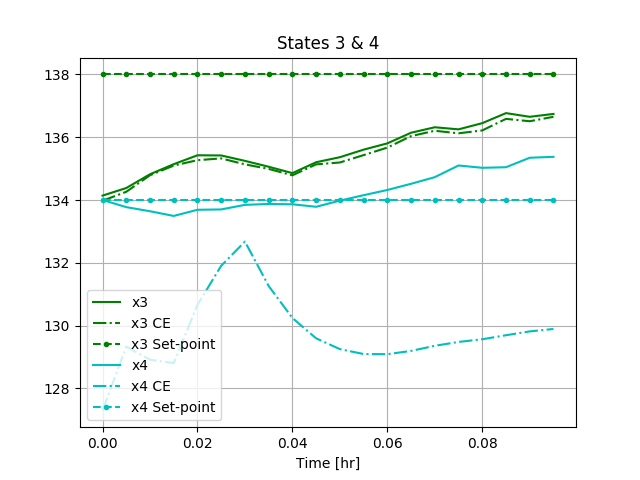 States 3 & 4
138
136
134
132
130
128
x3
x3 CE
x3 Set-point
x4
x4 CE
x4 Set-point
0.00 0.02 0.04 0.06 0.08
Time [hr]